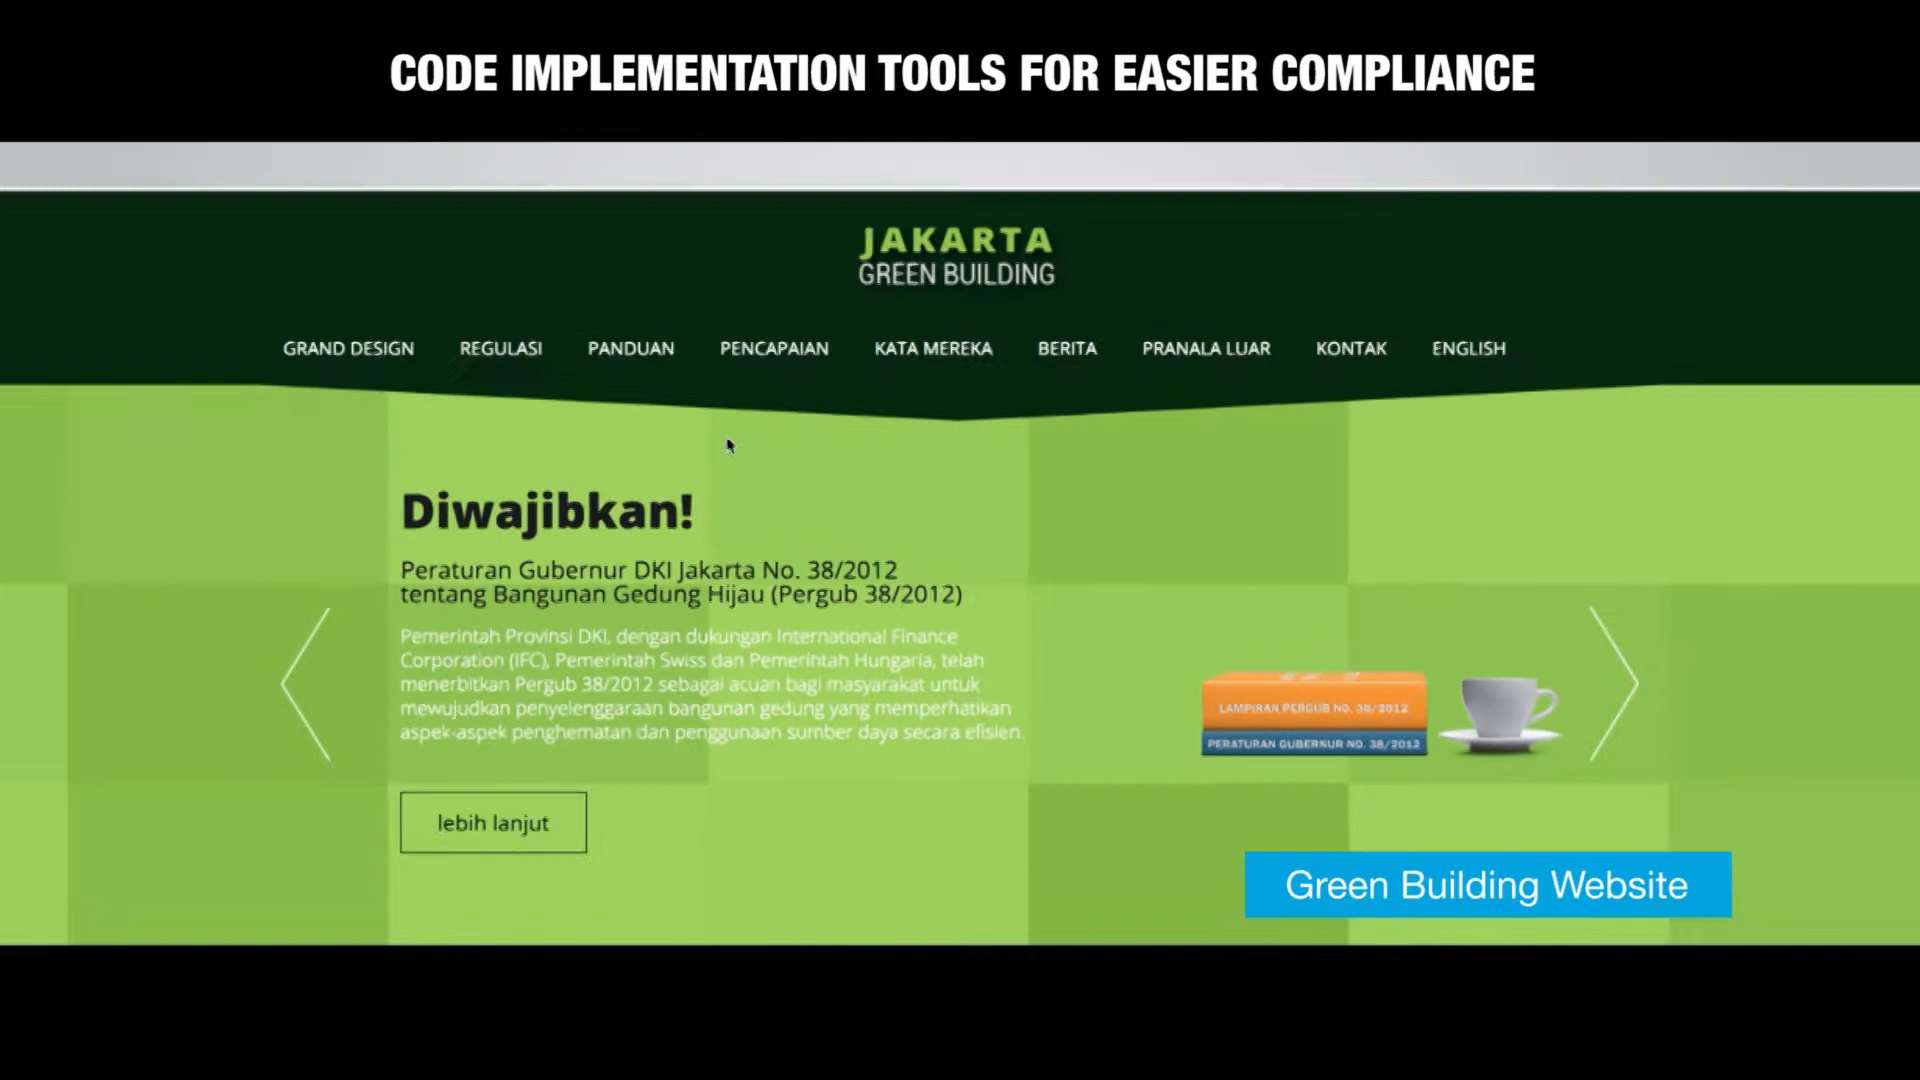 CODE IMPLEMENTATION TOOLS FOR EASIER COMPLIANCE
JAKARTA
GREEN BUILDING
GRAND DESIGN REGULASI PANDUAN PENCAPAIAN KATA MEREKA BERITA PRANALA LUAR KONTAK ENGLISH
Diwajibkan!
Peraturan Gubernur DKI Jakarta No. 38/2012
tentang Bangunan Gedung Hijau (Pergub 38/2012)
Pemerintah Provinsi DKI, dengan dukungan International Finance
Corporation (IFC), Pemerintah Swiss dan Pemerintah Hungaria, telah
menerbitkan Pergub 38/2012 sebagai acuan bagi masyarakat untuk
mewujudkan penyelenggaraan bangunan gedung yang memperhatikan
aspek-aspek penghematan dan penggunaan sumber daya secara efisien.
LAMPIRAN PERGUB NO. 38/2012
PERATURAN GUBERNUR NO. 38/2012
lebih lanjut
Green Building Website